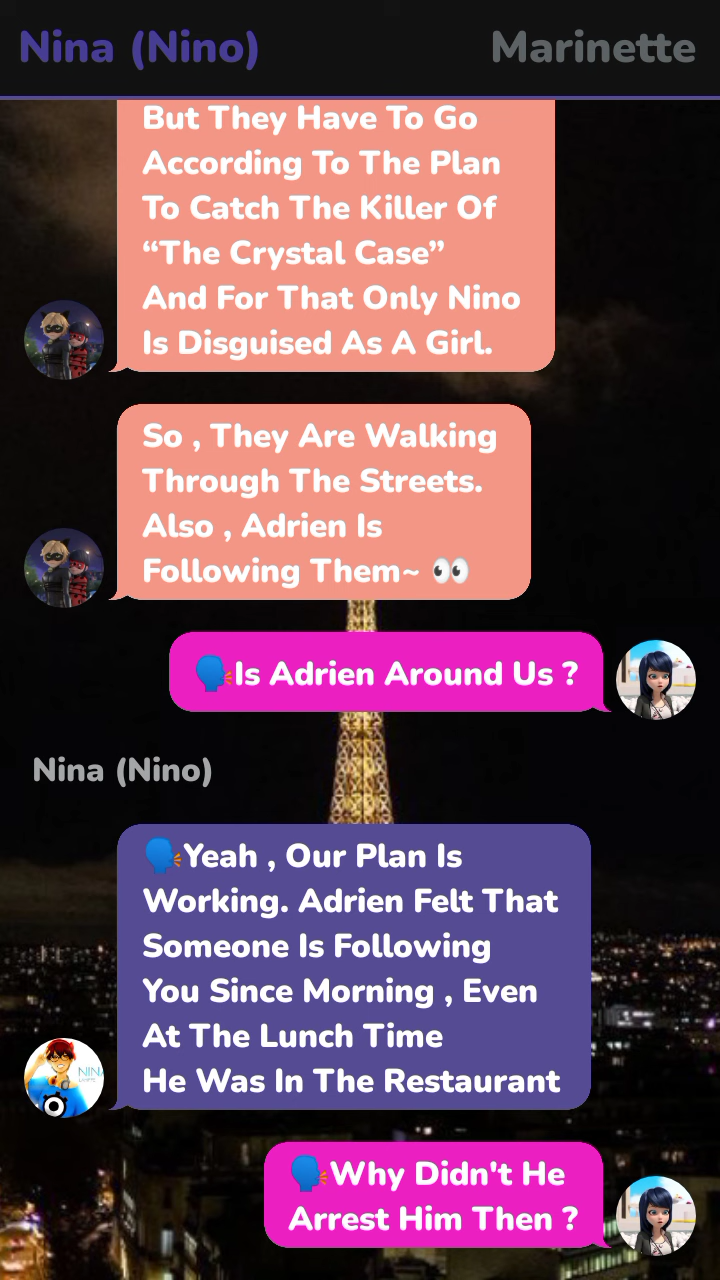 Nina (Nino)
Marinette
But They Have To Go
According To The Plan
To Catch The Killer Of
“The Crystal Case”
And For That Only Nino
Is Disguised As A Girl.
So , They Are Walking
Through The Streets.
Also , Adrien Is
Following Them~ 👀
🗣️Is Adrien Around Us ?
Nina (Nino)
🗣️Yeah , Our Plan Is
Working. Adrien Felt That
Someone Is Following
You Since Morning , Even
At The Lunch Time
He Was In The Restaurant
🗣️Why Didn't He
Arrest Him Then ?